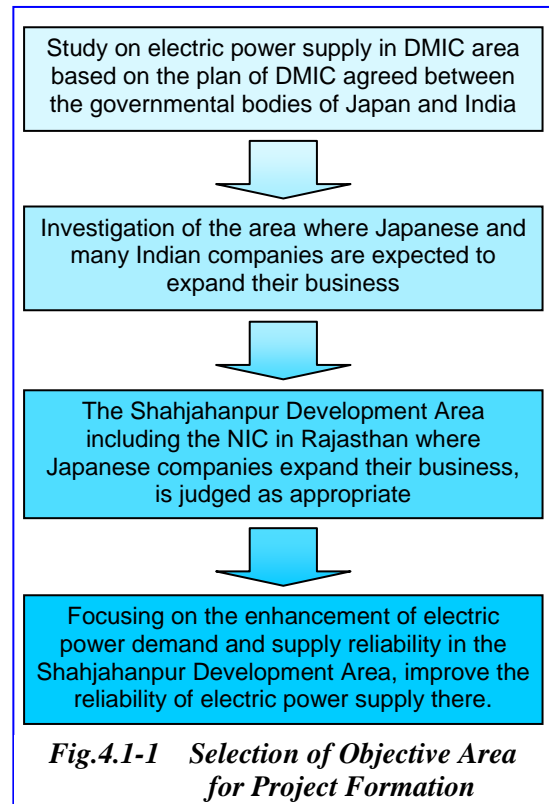 Study on electric power supply in DMIC area
based on the plan of DMIC agreed between
the governmental bodies of Japan and India
Investigation of the area where Japanese and
many Indian companies are expected to
expand their business
The Shahjahanpur Development Area
including the NIC in Rajasthan where
Japanese companies expand their business,
is judged as appropriate
Focusing on the enhancement of electric
power demand and supply reliability in the
Shahjahanpur Development Area, improve the
reliability of electric power supply there.
Fig.4.1-1 Selection of Objective Area
for Project Formation